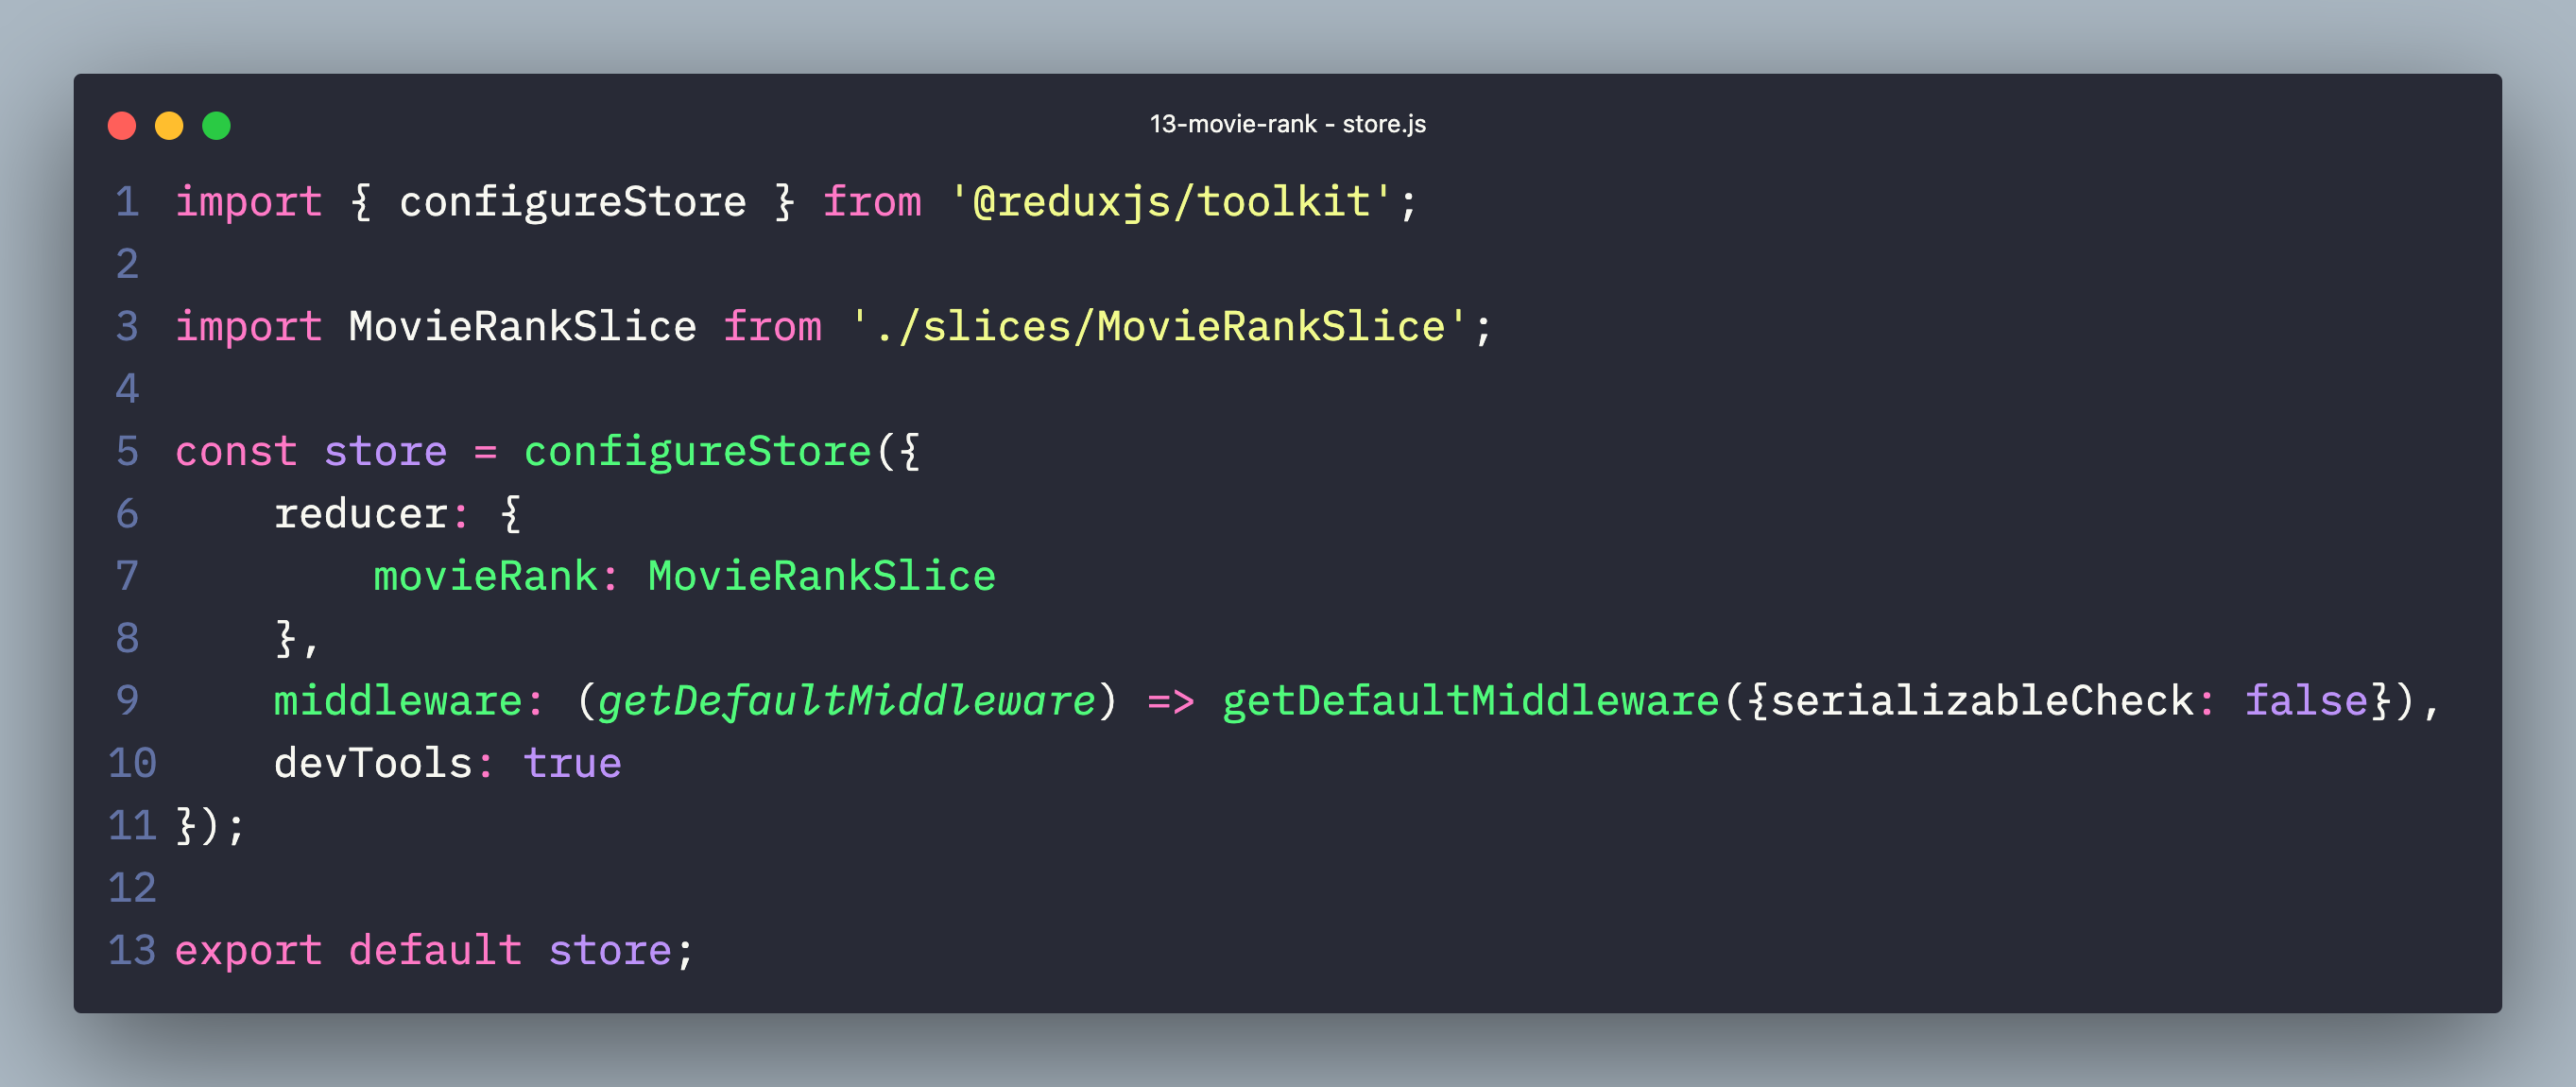 13-movie-rank - store.js
1 import { configureStore } from '@reduxjs/toolkit';
2
3 import MovieRankSlice from './slices/MovieRankSlice';
4
5 const store = configureStore({
6     reducer: {
7         movieRank: MovieRankSlice
8     },
9     middleware: (getDefaultMiddleware) => getDefaultMiddleware({serializableCheck: false}),
10     devTools: true
11 });
12
13 export default store;